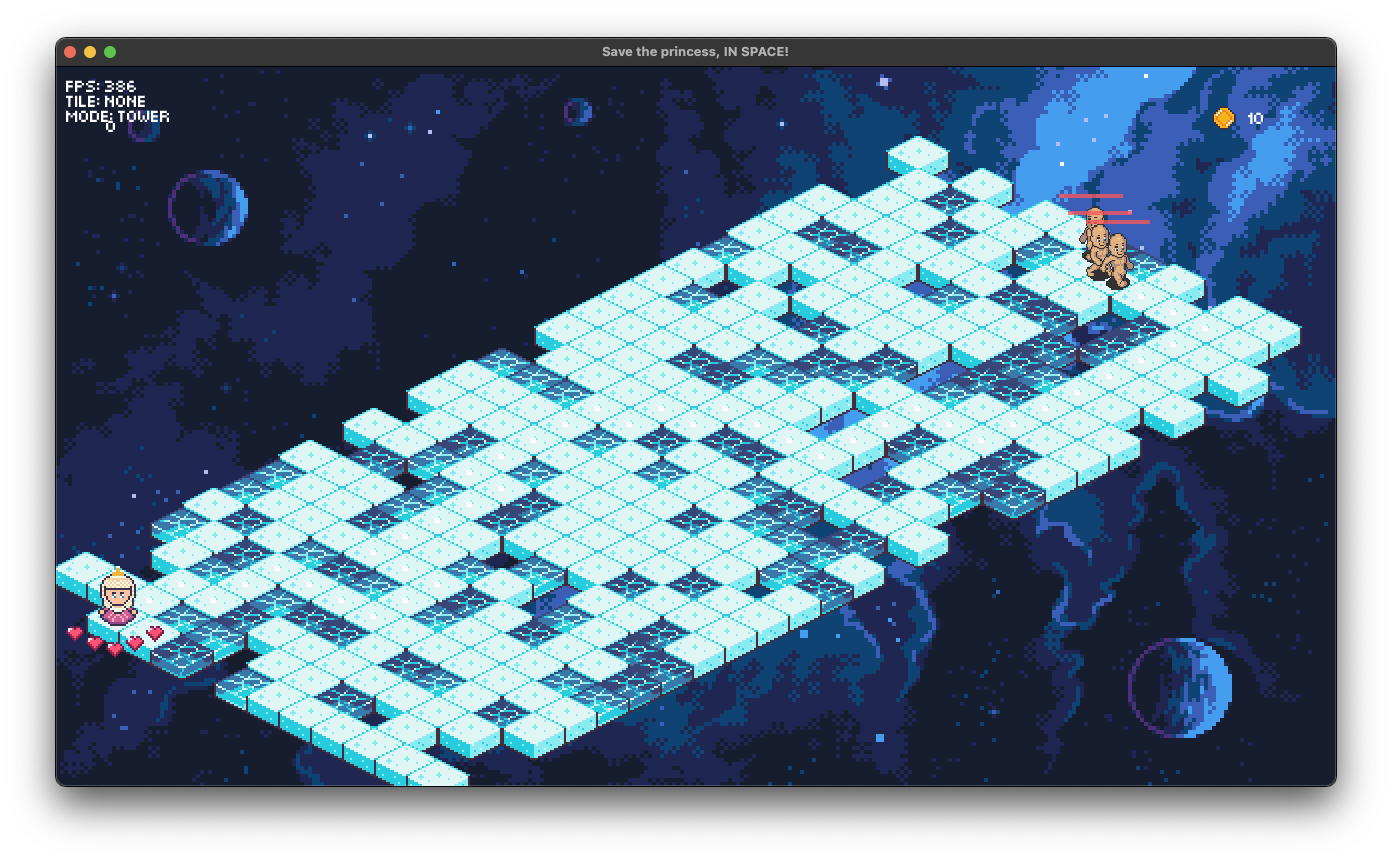 Save the princess, IN SPACE!
FPS: 386
TILE: NONE
MODE: TOWER
0
10